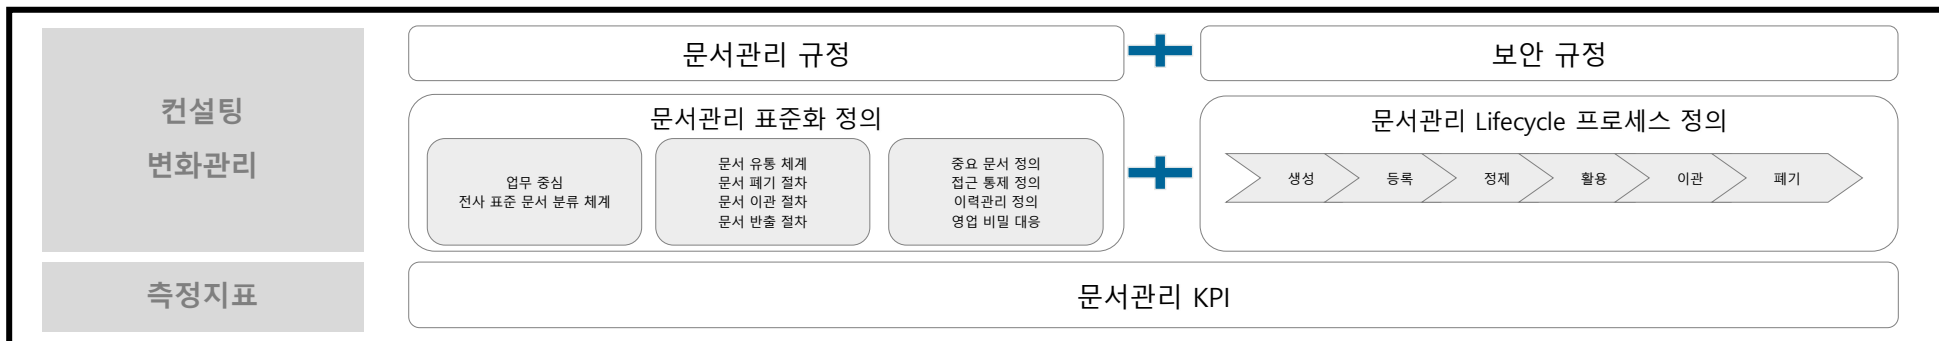 컨설팅
변화관리
문서관리 규정
보안 규정
문서관리 표준화 정의
업무 중심
전사 표준 문서 분류 체계
문서 유통 체계
문서 폐기 절차
문서 이관 절차
문서 반출 절차
중요 문서 정의
접근 통제 정의
이력관리 정의
영업 비밀 대응
문서관리 Lifecycle 프로세스 정의
생성
등록
정제
활용
이관
폐기
측정지표
문서관리 KPI